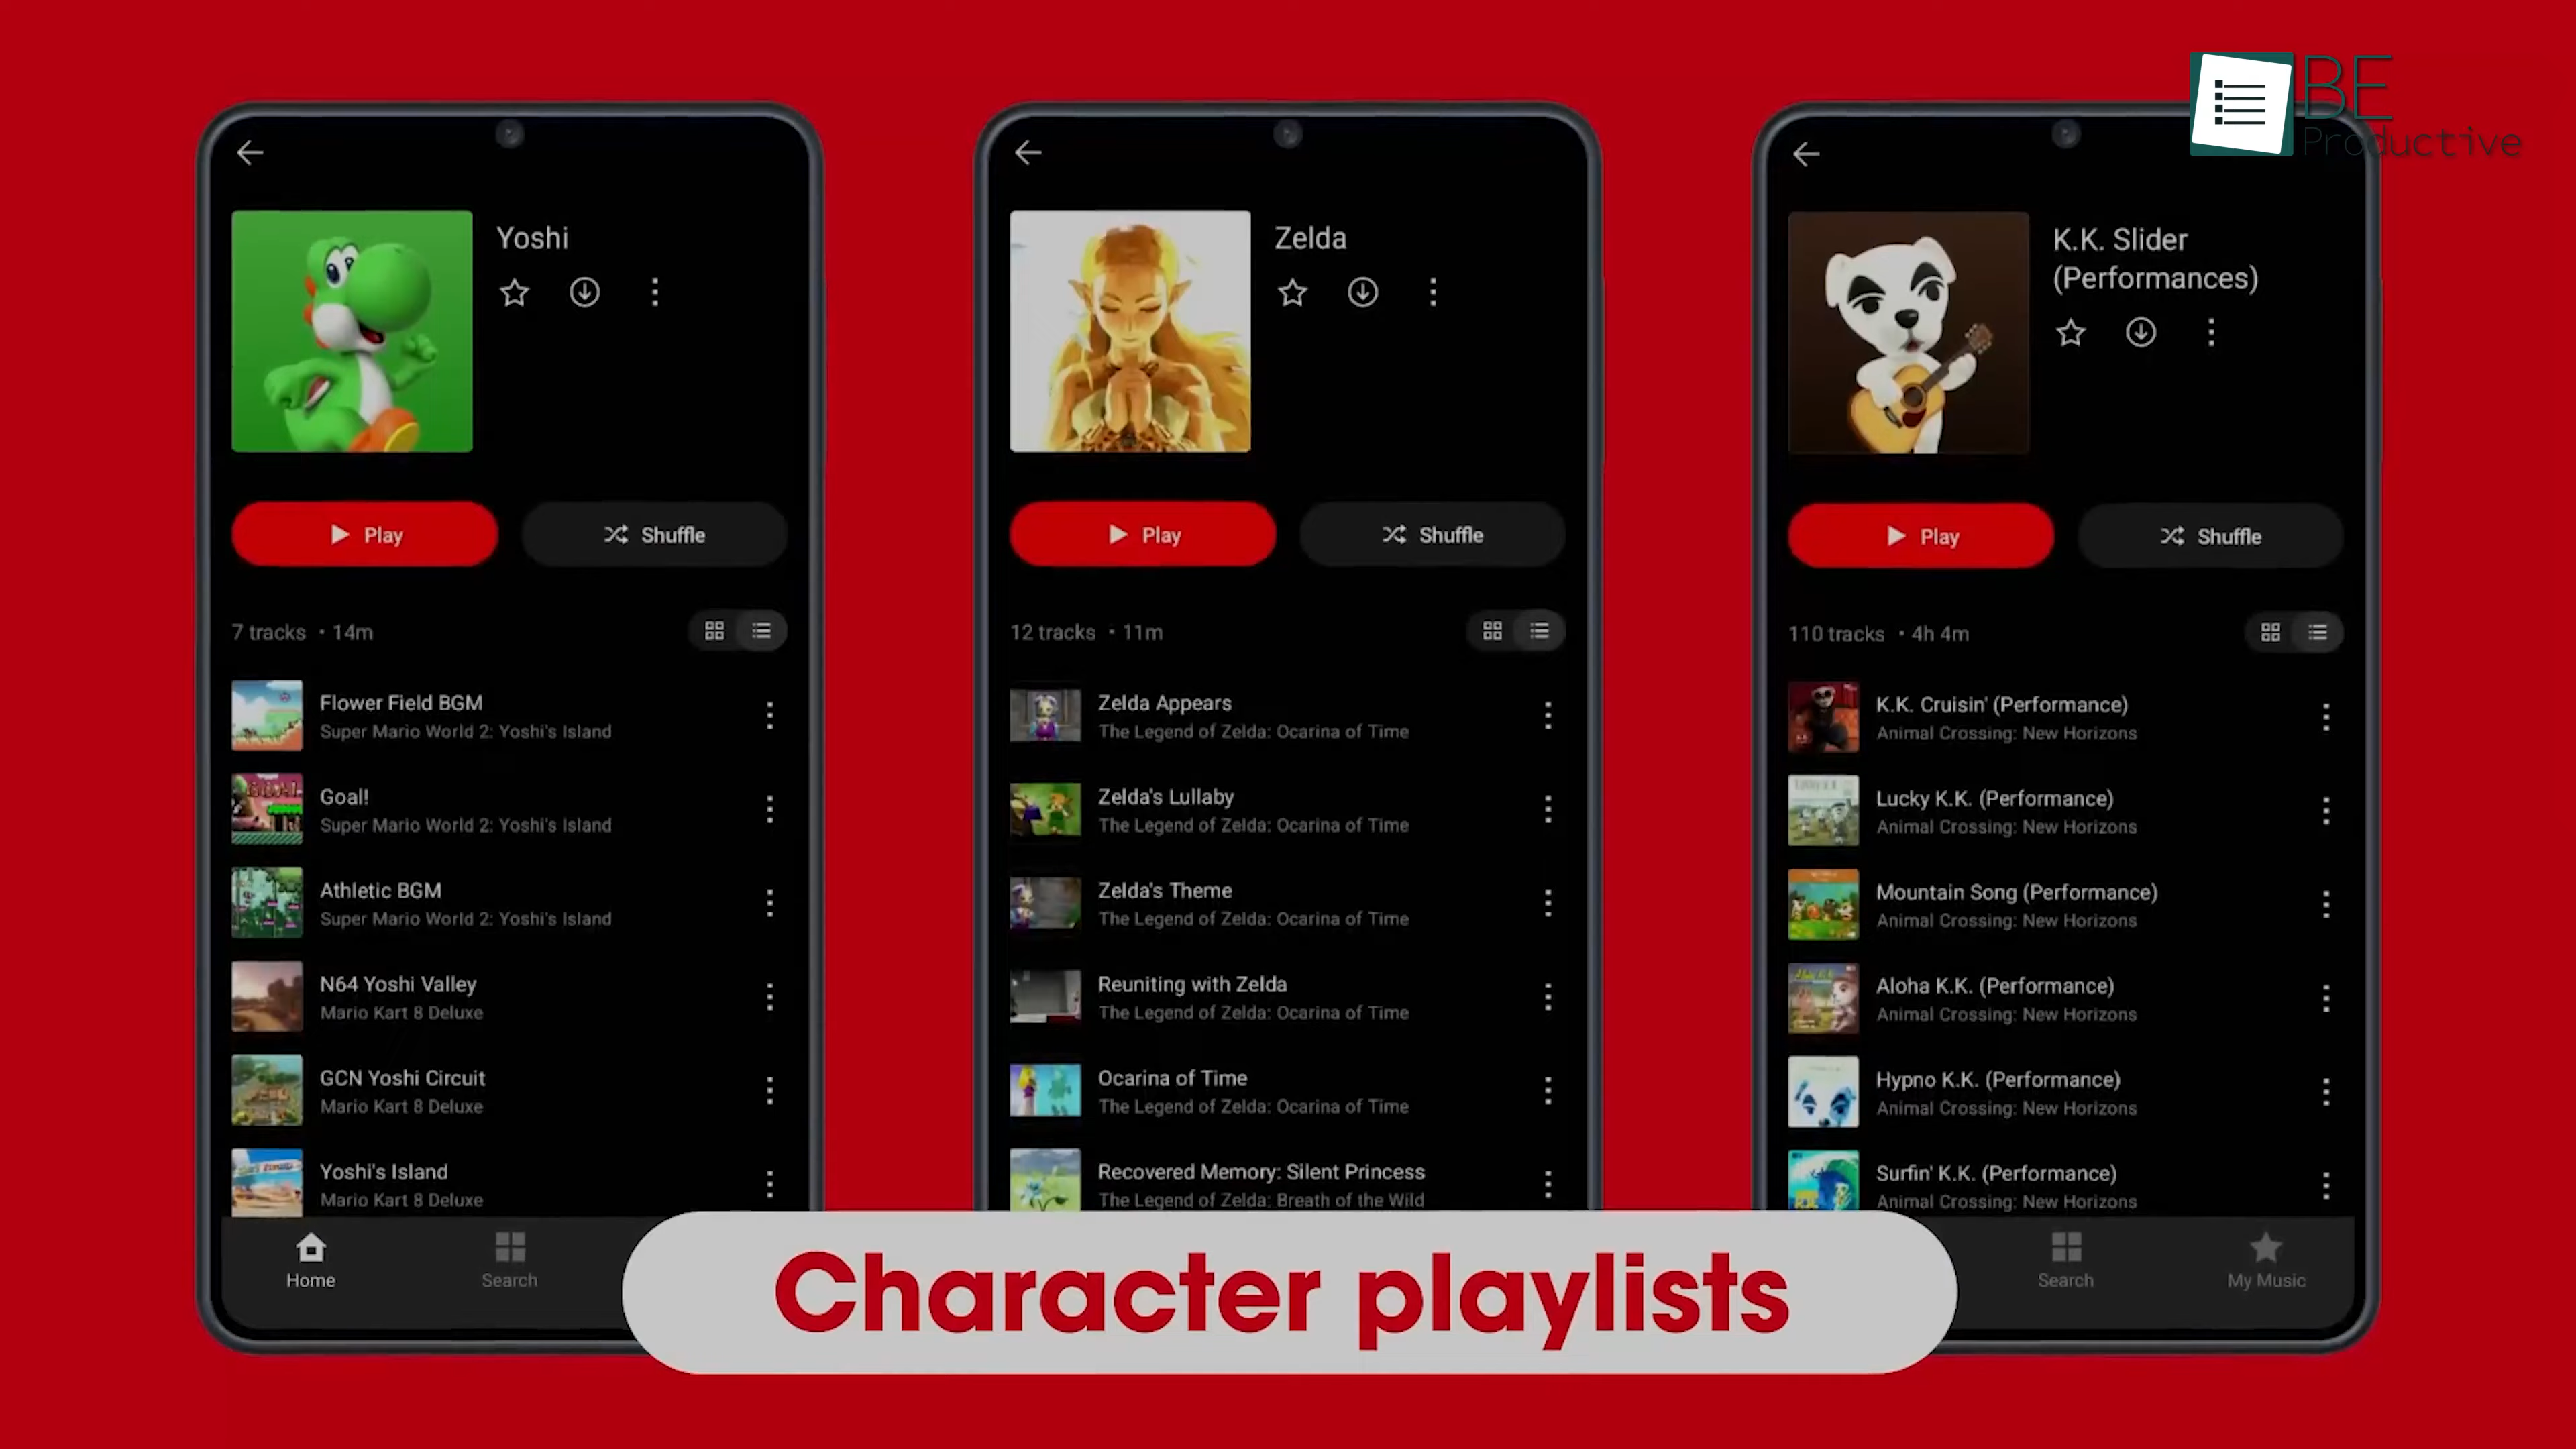 BE
Productive
Yoshi
Play
Shuffle
7 tracks • 14m
Flower Field BGM
Super Mario World 2: Yoshi's Island
Goal!
Super Mario World 2: Yoshi's Island
Athletic BGM
Super Mario World 2: Yoshi's Island
N64 Yoshi Valley
Mario Kart 8 Deluxe
GCN Yoshi Circuit
Mario Kart 8 Deluxe
Yoshi's Island
Mario Kart 8 Deluxe
Home
Search
Zelda
Play
Shuffle
12 tracks • 11m
Zelda Appears
The Legend of Zelda: Ocarina of Time
Zelda's Lullaby
The Legend of Zelda: Ocarina of Time
Zelda's Theme
The Legend of Zelda: Ocarina of Time
Reuniting with Zelda
The Legend of Zelda: Ocarina of Time
Ocarina of Time
The Legend of Zelda: Ocarina of Time
Recovered Memory: Silent Princess
The Legend of Zelda: Breath of the Wild
K.K. Slider
(Performances)
Play
Shuffle
110 tracks • 4h 4m
K.K. Cruisin' (Performance)
Animal Crossing: New Horizons
Lucky K.K. (Performance)
Animal Crossing: New Horizons
Mountain Song (Performance)
Animal Crossing: New Horizons
Aloha K.K. (Performance)
Animal Crossing: New Horizons
Hypno K.K. (Performance)
Animal Crossing: New Horizons
Surfin' K.K. (Performance)
Animal Crossing: New Horizons
Search
My Music
Character playlists